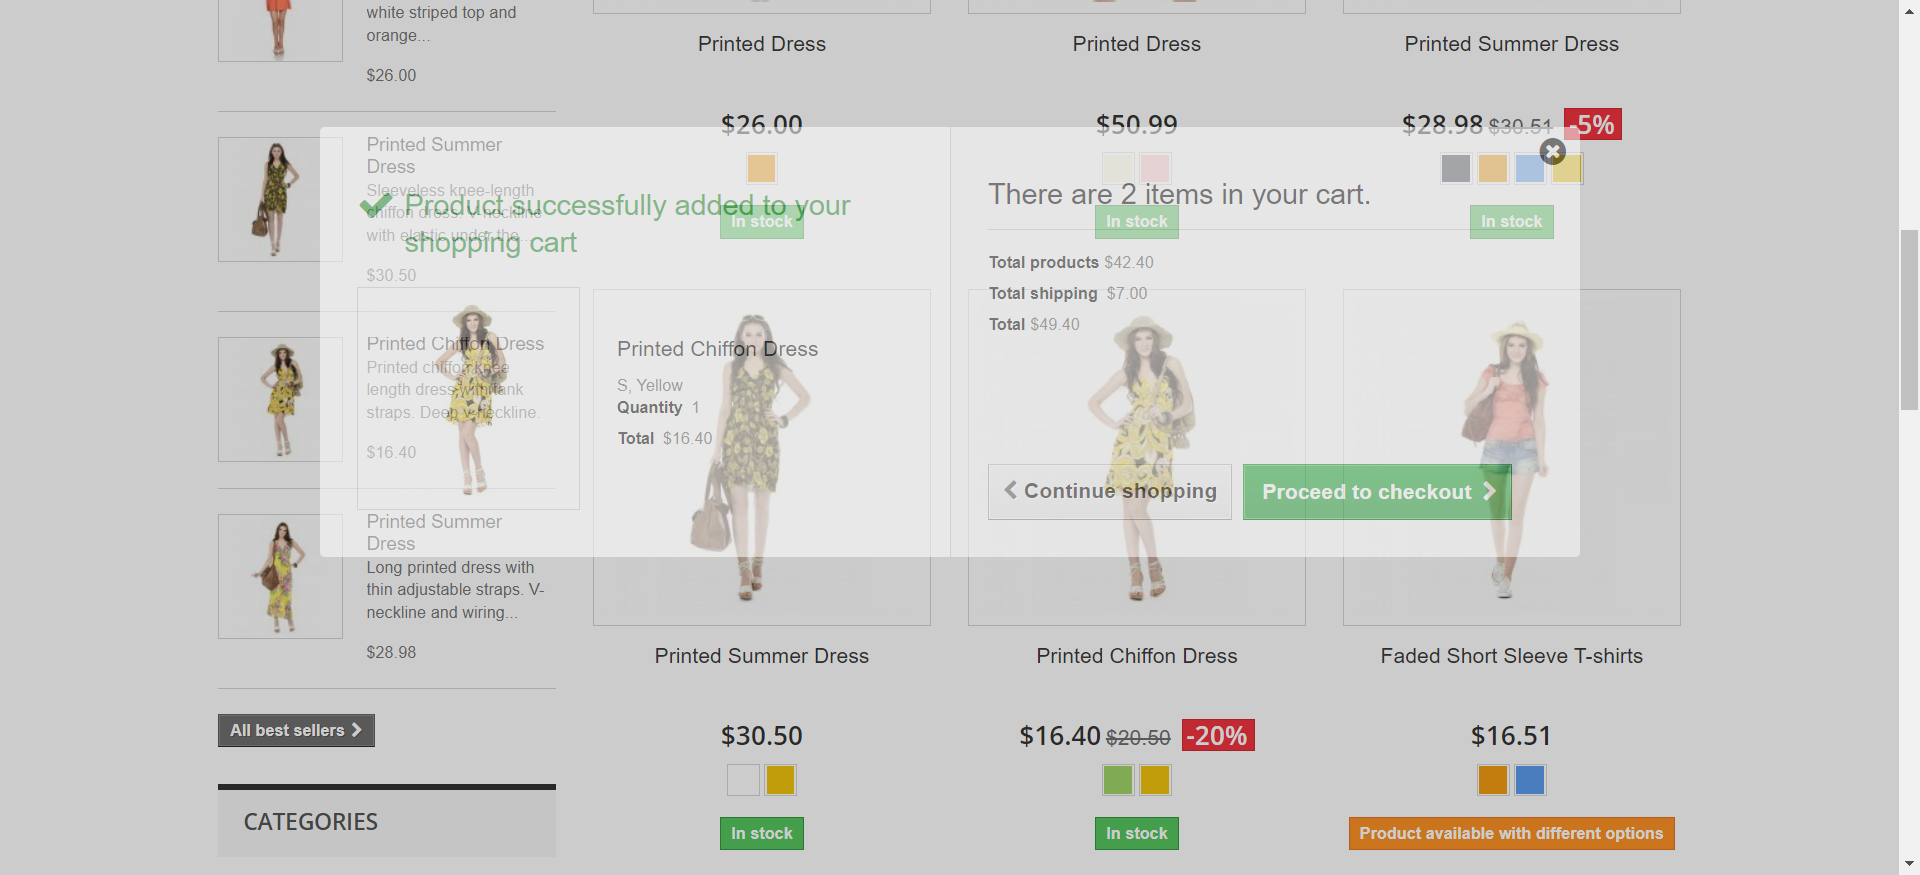 white striped top and
orange...
$26.00
Printed Summer
Dress
Sleeveless knee-length
chiffon dress. V-neckline
with elastic under the...
$30.50
Printed Chiffon Dress
Printed chiffon knee
length dress with tank
straps. Deep v-neckline.
$16.40
Printed Summer
Dress
Long printed dress with
thin adjustable straps. V-
neckline and wiring...
$28.98
All best sellers
CATEGORIES
Printed Dress
$26.00
In stock
Printed Dress
$50.99
In stock
Printed Summer Dress
$28.98 $30.51 -5%
In stock
Product successfully added to your
shopping cart
Printed Chiffon Dress
S, Yellow
Quantity 1
Total $16.40
There are 2 items in your cart.
Total products $42.40
Total shipping $7.00
Total $49.40
Continue shopping
Proceed to checkout
Printed Summer Dress
$30.50
In stock
Printed Chiffon Dress
$16.40 $20.50 -20%
In stock
Faded Short Sleeve T-shirts
$16.51
Product available with different options